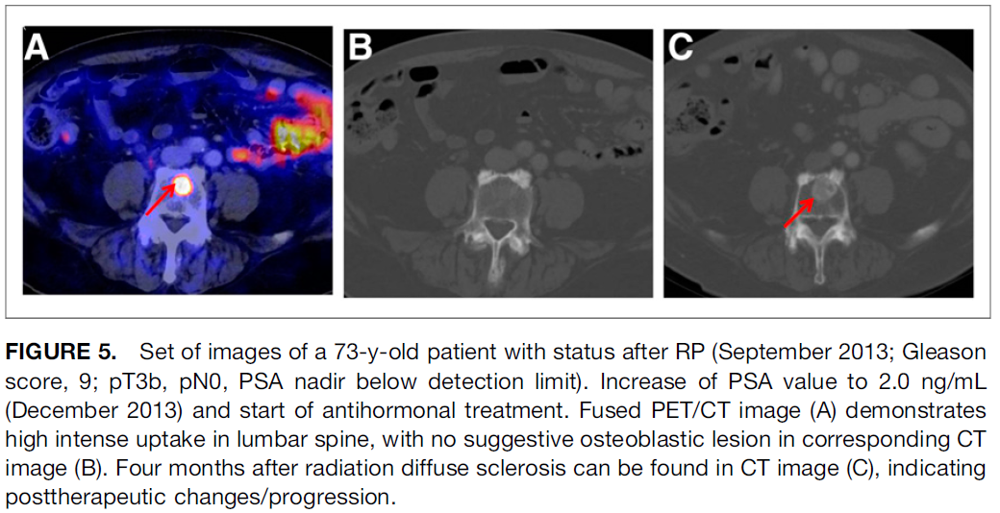 A
B
C
FIGURE 5. Set of images of a 73-y-old patient with status after RP (September 2013; Gleason
score, 9; pT3b, pN0, PSA nadir below detection limit). Increase of PSA value to 2.0 ng/mL
(December 2013) and start of antihormonal treatment. Fused PET/CT image (A) demonstrates
high intense uptake in lumbar spine, with no suggestive osteoblastic lesion in corresponding CT
image (B). Four months after radiation diffuse sclerosis can be found in CT image (C), indicating
posttherapeutic changes/progression.